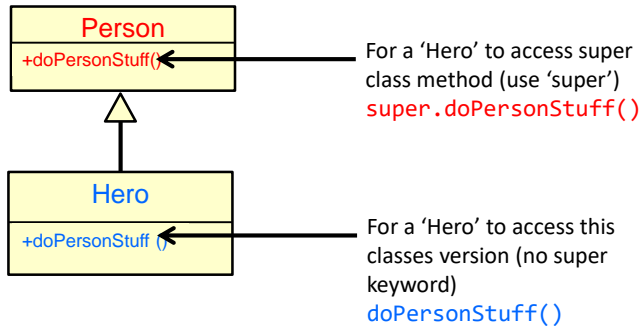 Person
+doPersonStuff()
For a ‘Hero’ to access super
class method (use ‘super’)
super.doPersonStuff()
Hero
+doPersonStuff ()
For a ‘Hero’ to access this
classes version (no super
keyword)
doPersonStuff()